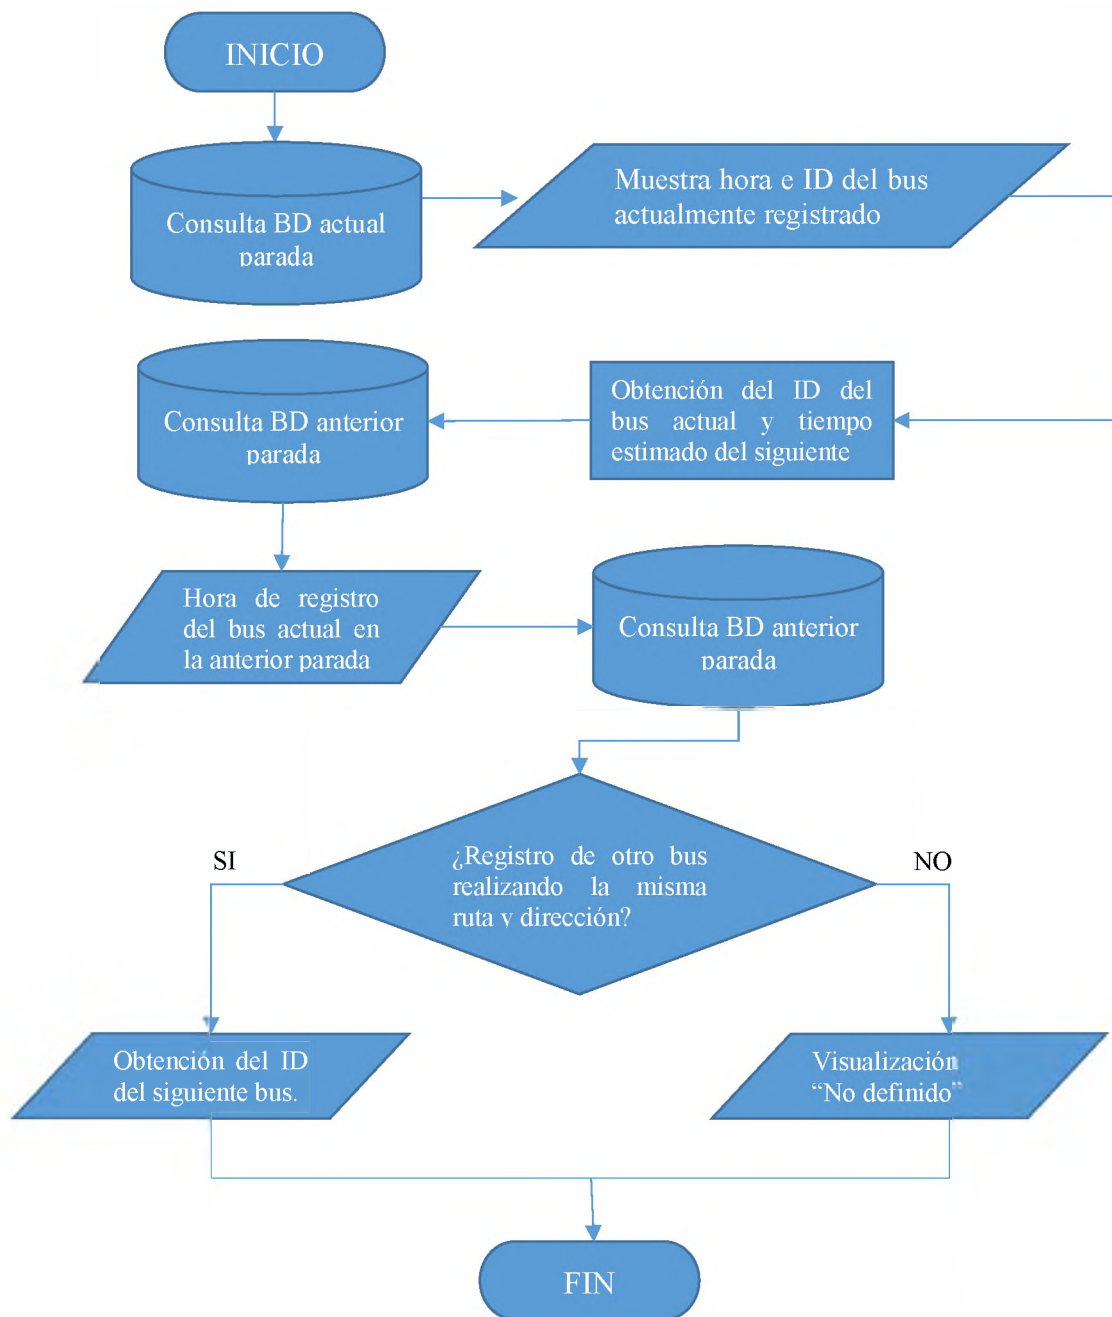 INICIO
Consulta BD actual
parada
Muestra hora e ID del bus
actualmente registrado
Obtención del ID del
bus actual y tiempo
estimado del siguiente
Consulta BD anterior
parada
Hora de registro
del bus actual en
la anterior parada
Consulta BD anterior
parada
¿Registro de otro bus
realizando la misma
ruta y dirección?
SI
NO
Obtención del ID
del siguiente bus.
Visualización
“No definido”
FIN